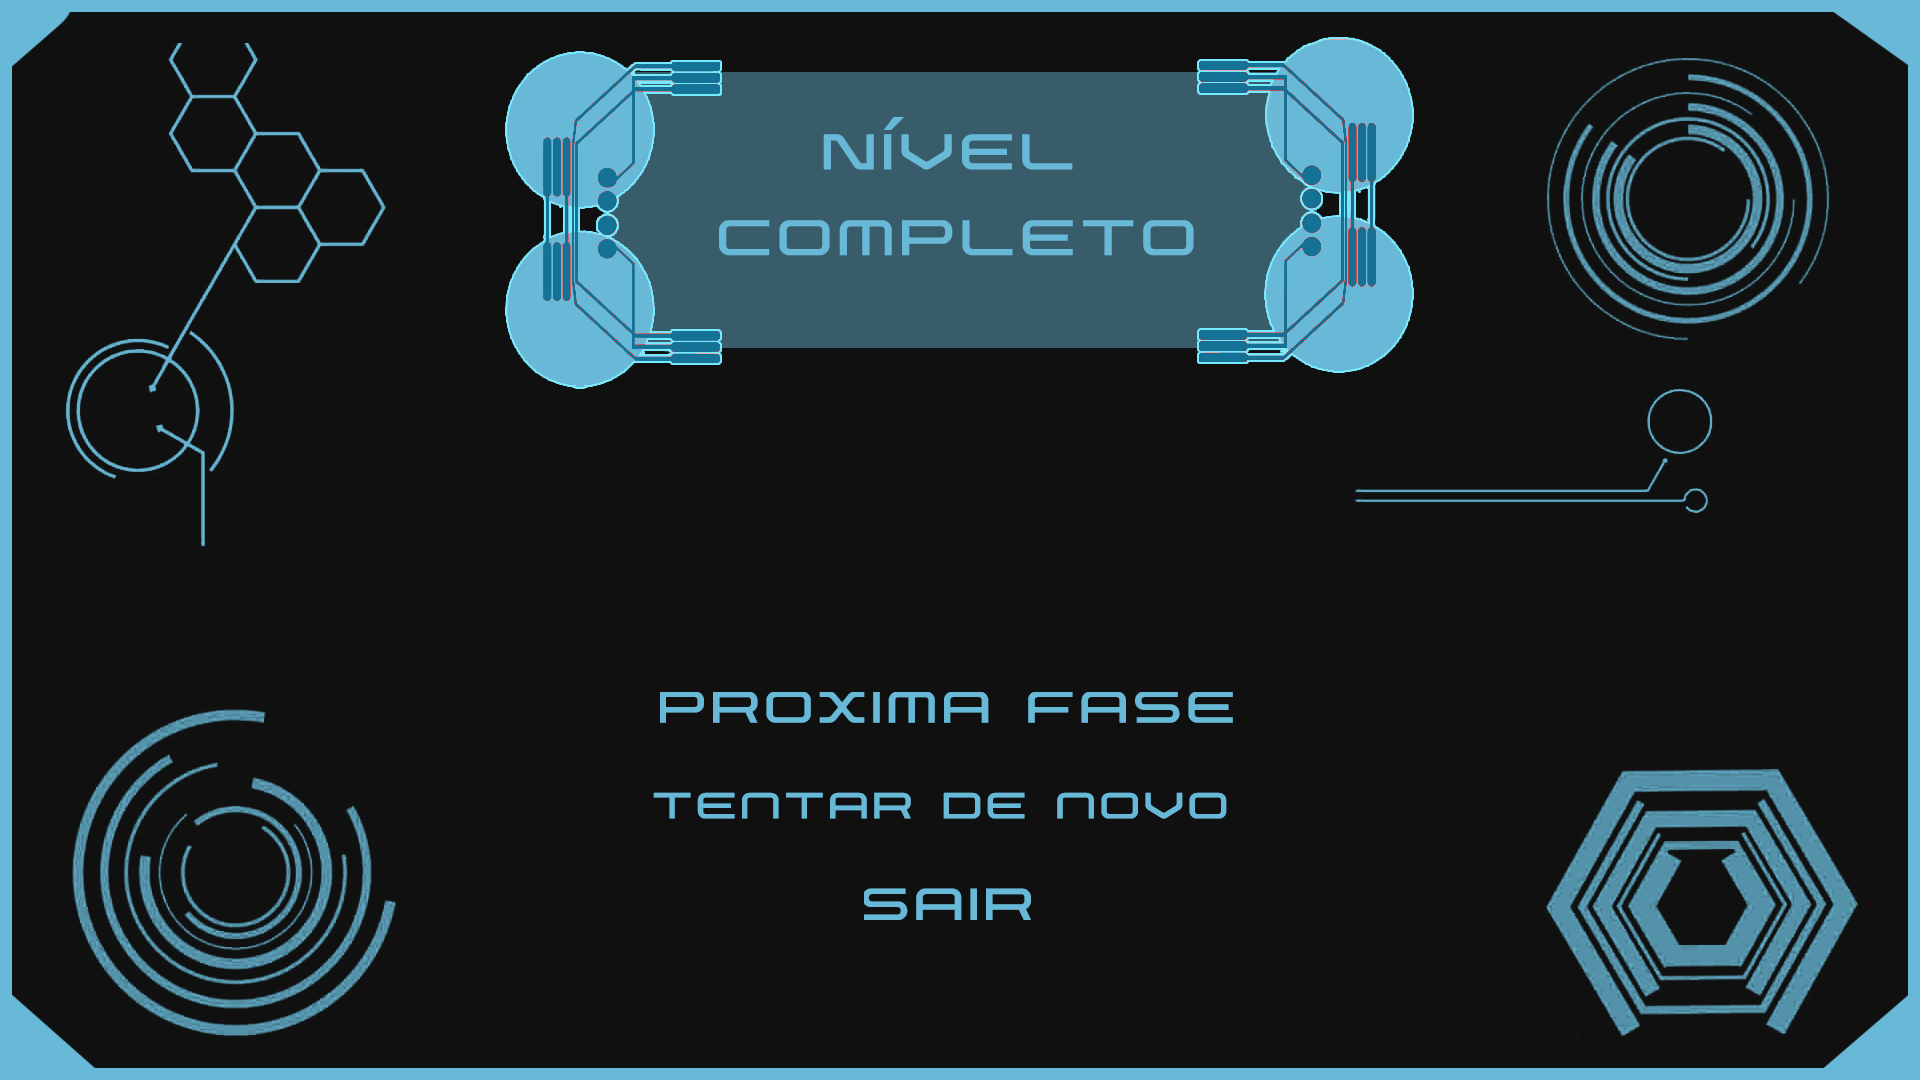 NÍVEL
COMPLETO
PROXIMA FASE
TENTAR DE NOVO
SAIR